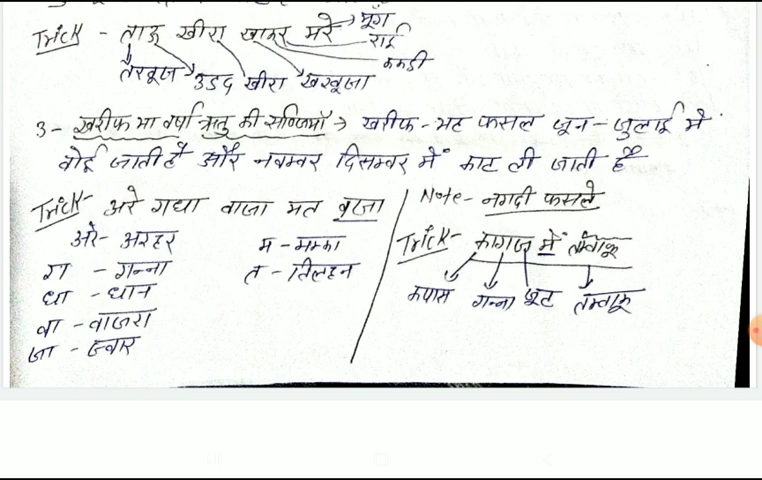 Trick - ताऊ खीरा खाकर मरे → मूंग
राई
ककडी
तरबूज उडद खीरा खरबूजा
3- खरीफ या वर्षा ऋतु की सब्जियाँ → खरीफ - यह फसल जून - जुलाई में
बोई जाती है और नवम्बर दिसम्बर में काट ली जाती है
Trick- अरे गधा बाजा मत बजा
अरे - अरहर
गा - गन्ना
धा - धान
बा - बाजरा
जा - ज्वार
म - मक्का
त - तिलहन
Note - नगदी फसले
Trick- कागज में तम्बाकू
कपास गन्ना जूट तम्बाकू